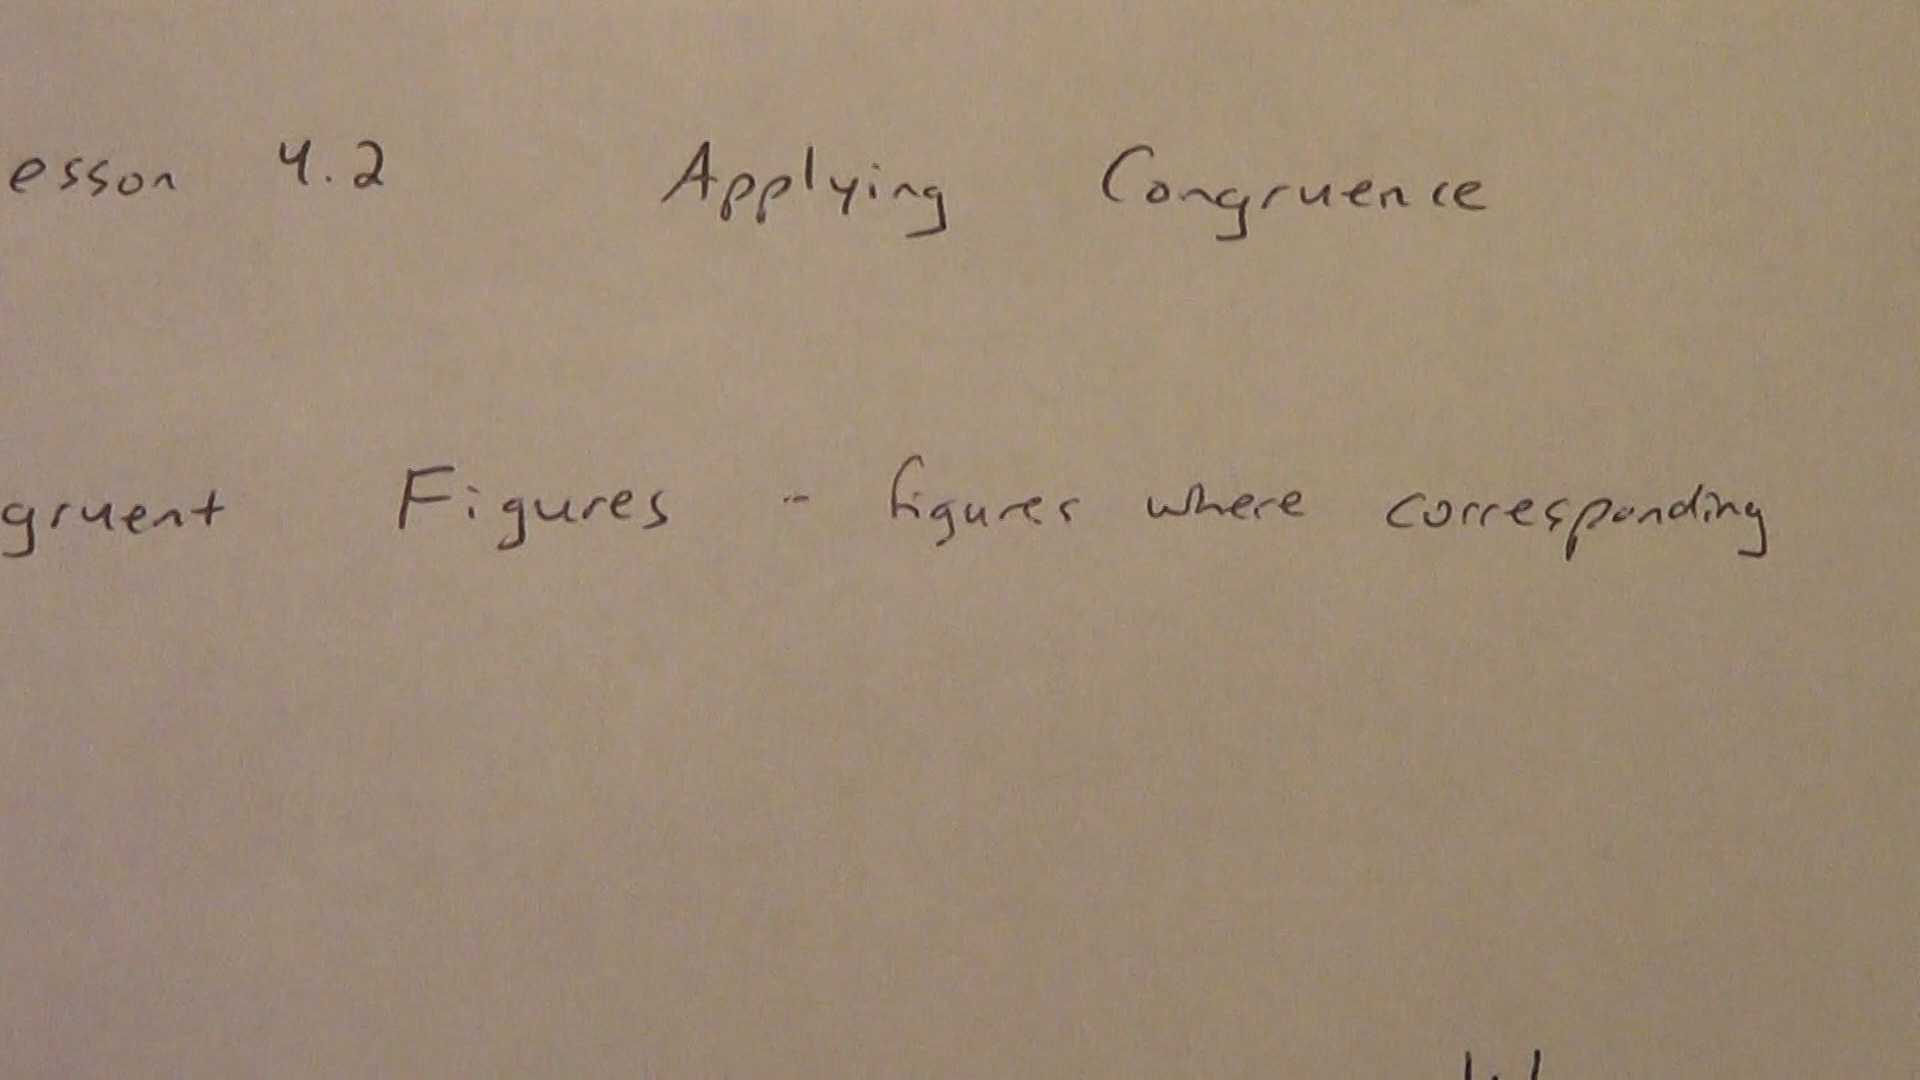 esson 4.2 Applying Congruence
gruent Figures - figures where corresponding